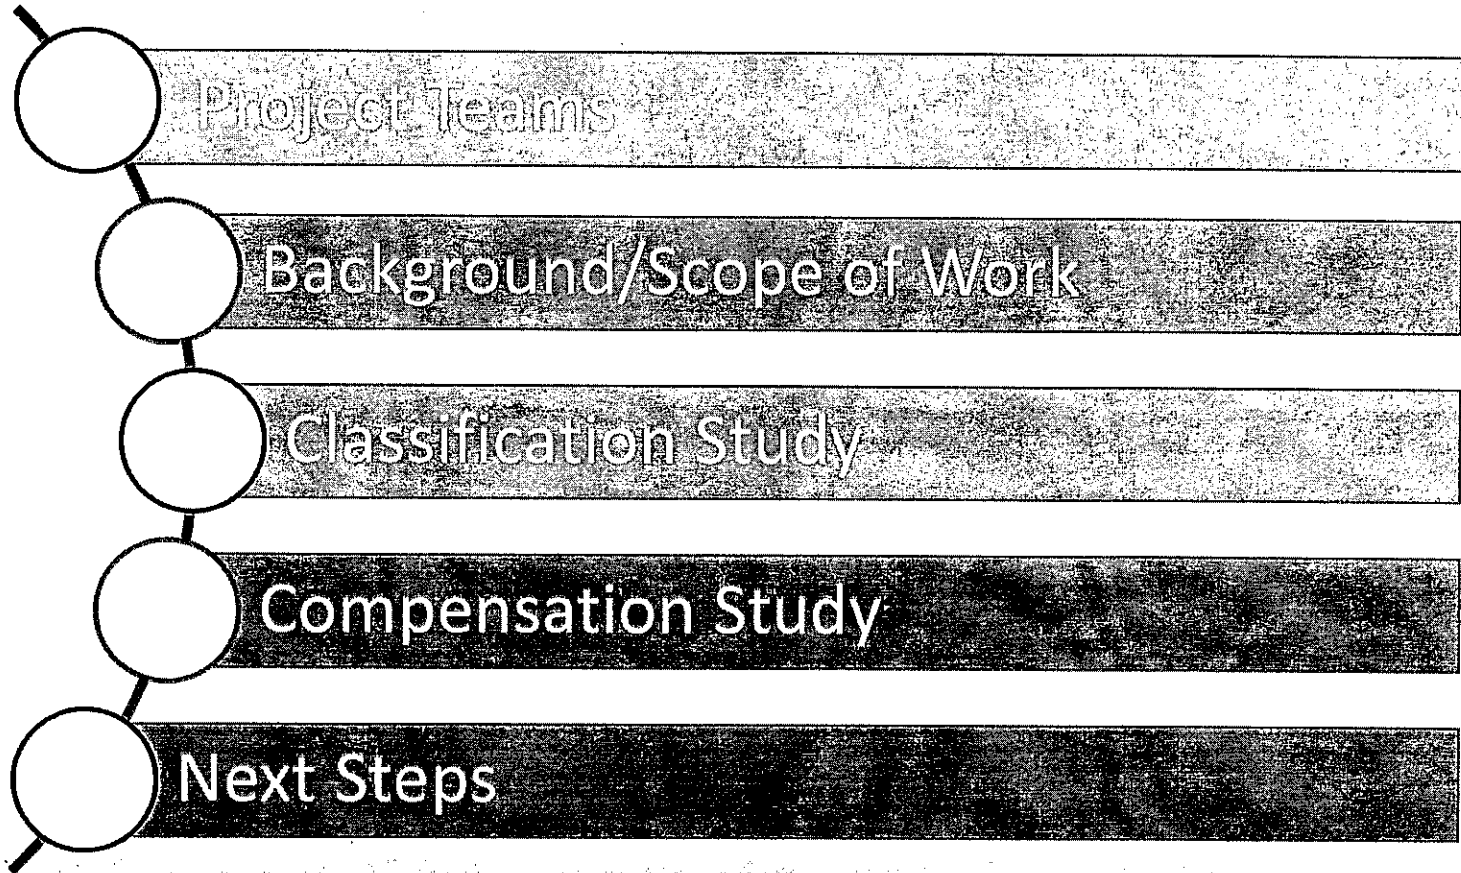 Project Teams
Background/Scope of Work
Classification Study
Compensation Study
Next Steps